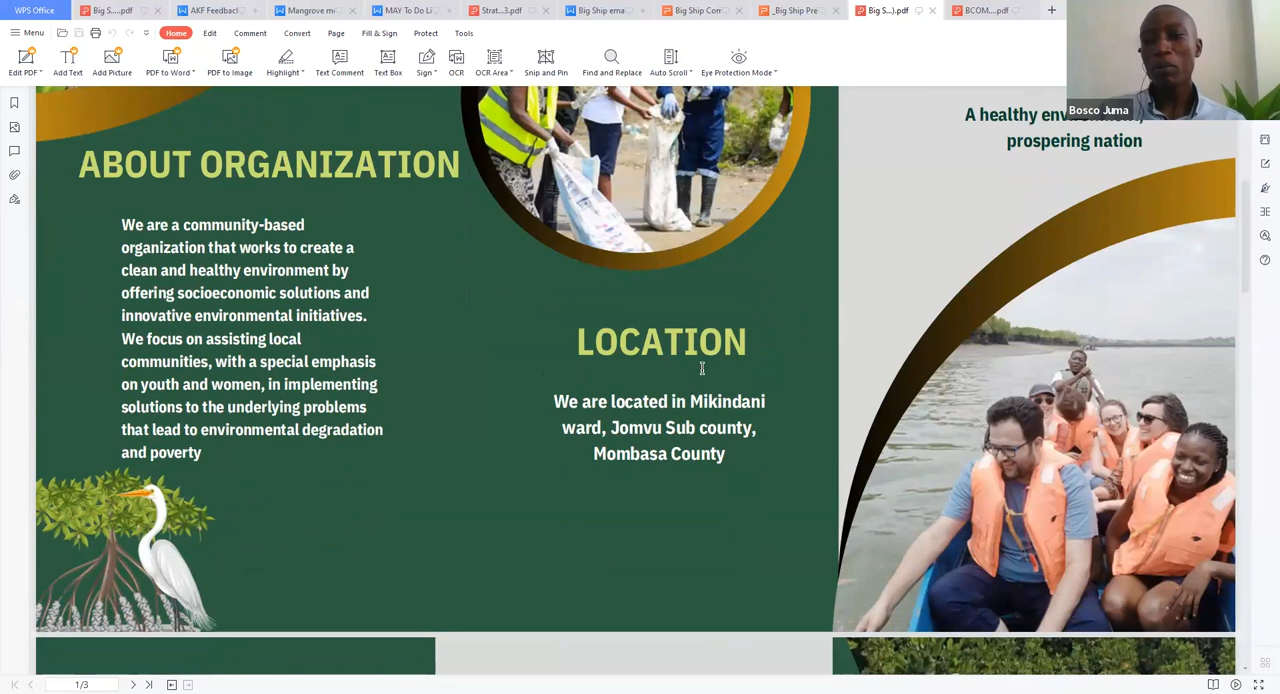 WPS Office
Big S.....pdf
AKF Feedbacl
Mangrove m
MAY To Do Li
Strat...3.pdf
Big Ship ema
Big Ship Con
_Big Ship Pre
Big S...).pdf
BCOM....pdf
Menu
Home
Edit
Comment
Convert
Page
Fill & Sign
Protect
Tools
Edit PDF
Add Text
Add Picture
PDF to Word
PDF to Image
Highlight
Text Comment
Text Box
Sign
OCR
OCR Area
Snip and Pin
Find and Replace
Auto Scroll
Eye Protection Mode
Bosco Juma
ABOUT ORGANIZATION
We are a community-based
organization that works to create a
clean and healthy environment by
offering socioeconomic solutions and
innovative environmental initiatives.
We focus on assisting local
communities, with a special emphasis
on youth and women, in implementing
solutions to the underlying problems
that lead to environmental degradation
and poverty
LOCATION
We are located in Mikindani
ward, Jomvu Sub county,
Mombasa County
A healthy
prospering nation
1/3